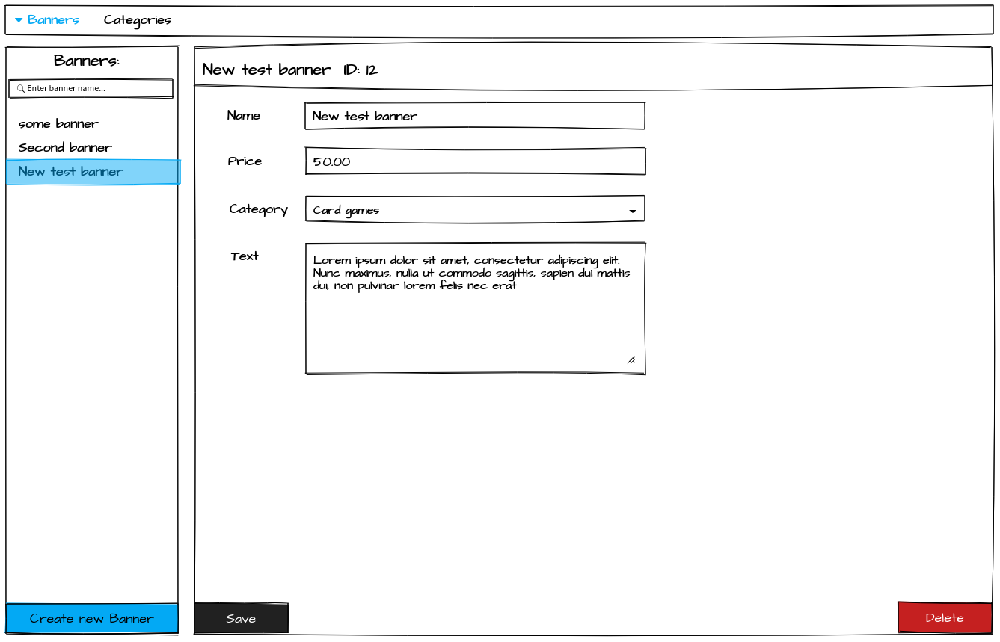 Banners Categories
Banners:
Enter banner name...
some banner
Second banner
New test banner
Create new Banner
New test banner ID: 12
Name New test banner
Price 50.00
Category Card games
Text
Lorem ipsum dolor sit amet, consectetur adipiscing elit.
Nunc maximus, nulla ut commodo sagittis, sapien dui mattis
dui, non pulvinar lorem felis nec erat
Save
Delete